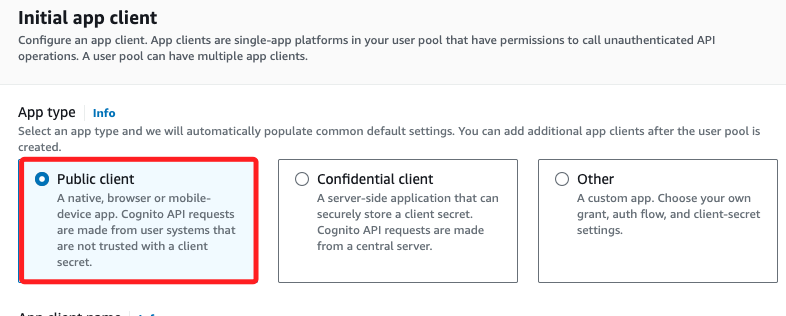 Initial app client
Configure an app client. App clients are single-app platforms in your user pool that have permissions to call unauthenticated API
operations. A user pool can have multiple app clients.
App type Info
Select an app type and we will automatically populate common default settings. You can add additional app clients after the user pool is
created.
Public client
A native, browser or mobile-
device app. Cognito API requests
are made from user systems that
are not trusted with a client
secret.
Confidential client
A server-side application that can
securely store a client secret.
Cognito API requests are made
from a central server.
Other
A custom app. Choose your own
grant, auth flow, and client-secret
settings.
App client name Info